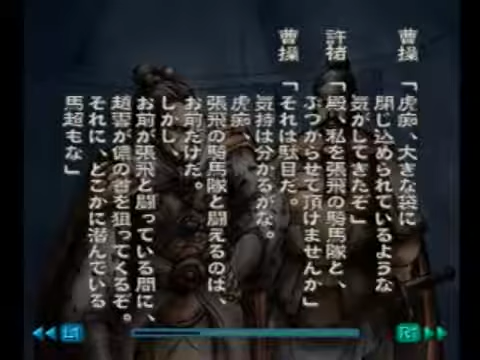 曹操「虎痴、大きな袋に
閉じ込められているような
気がしてきたぞ」
許褚「殿、私を張飛の騎馬隊と、
ぶつからせて頂けませんか」
曹操「それは駄目だ。
気持は分かるがな。
虎痴、
張飛の騎馬隊と闘えるのは、
お前だけだ。
しかし、
お前が張飛と闘っている間に、
趙雲が俺の首を狙ってくるぞ。
それに、どこかに潜んでいる
馬超もな」
L1
R1